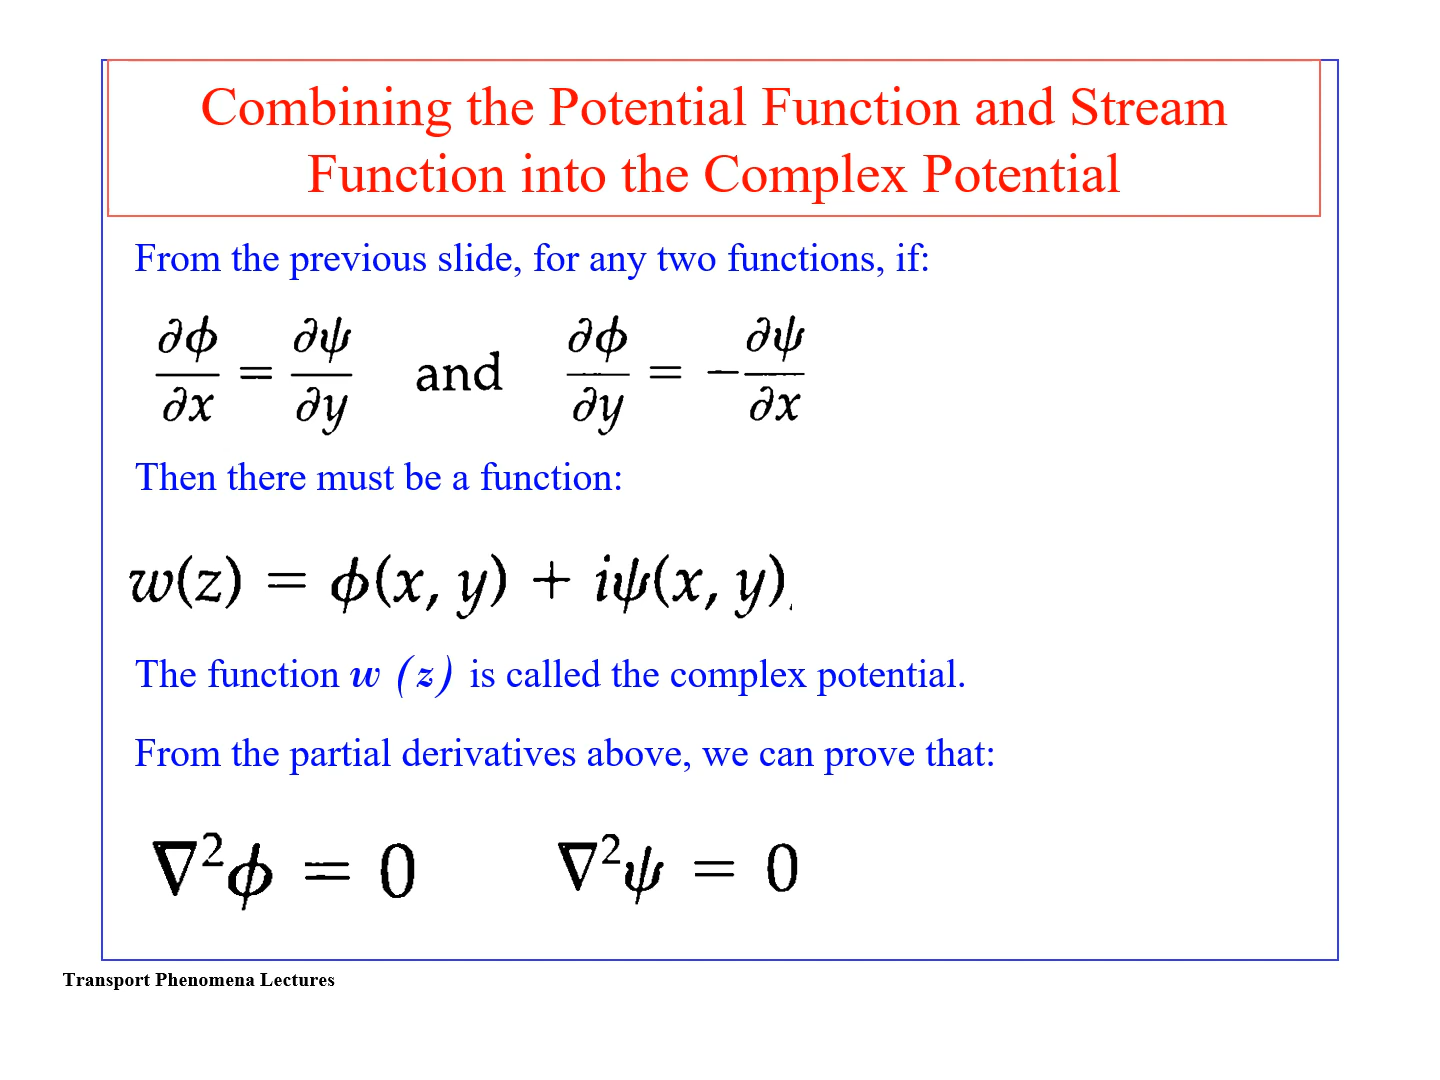 Combining the Potential Function and Stream
Function into the Complex Potential
From the previous slide, for any two functions, if:
∂ϕ/∂x = ∂ψ/∂y and ∂ϕ/∂y = −∂ψ/∂x
Then there must be a function:
w(z) = ϕ(x, y) + iψ(x, y).
The function w (z) is called the complex potential.
From the partial derivatives above, we can prove that:
∇²ϕ = 0 ∇²ψ = 0
Transport Phenomena Lectures